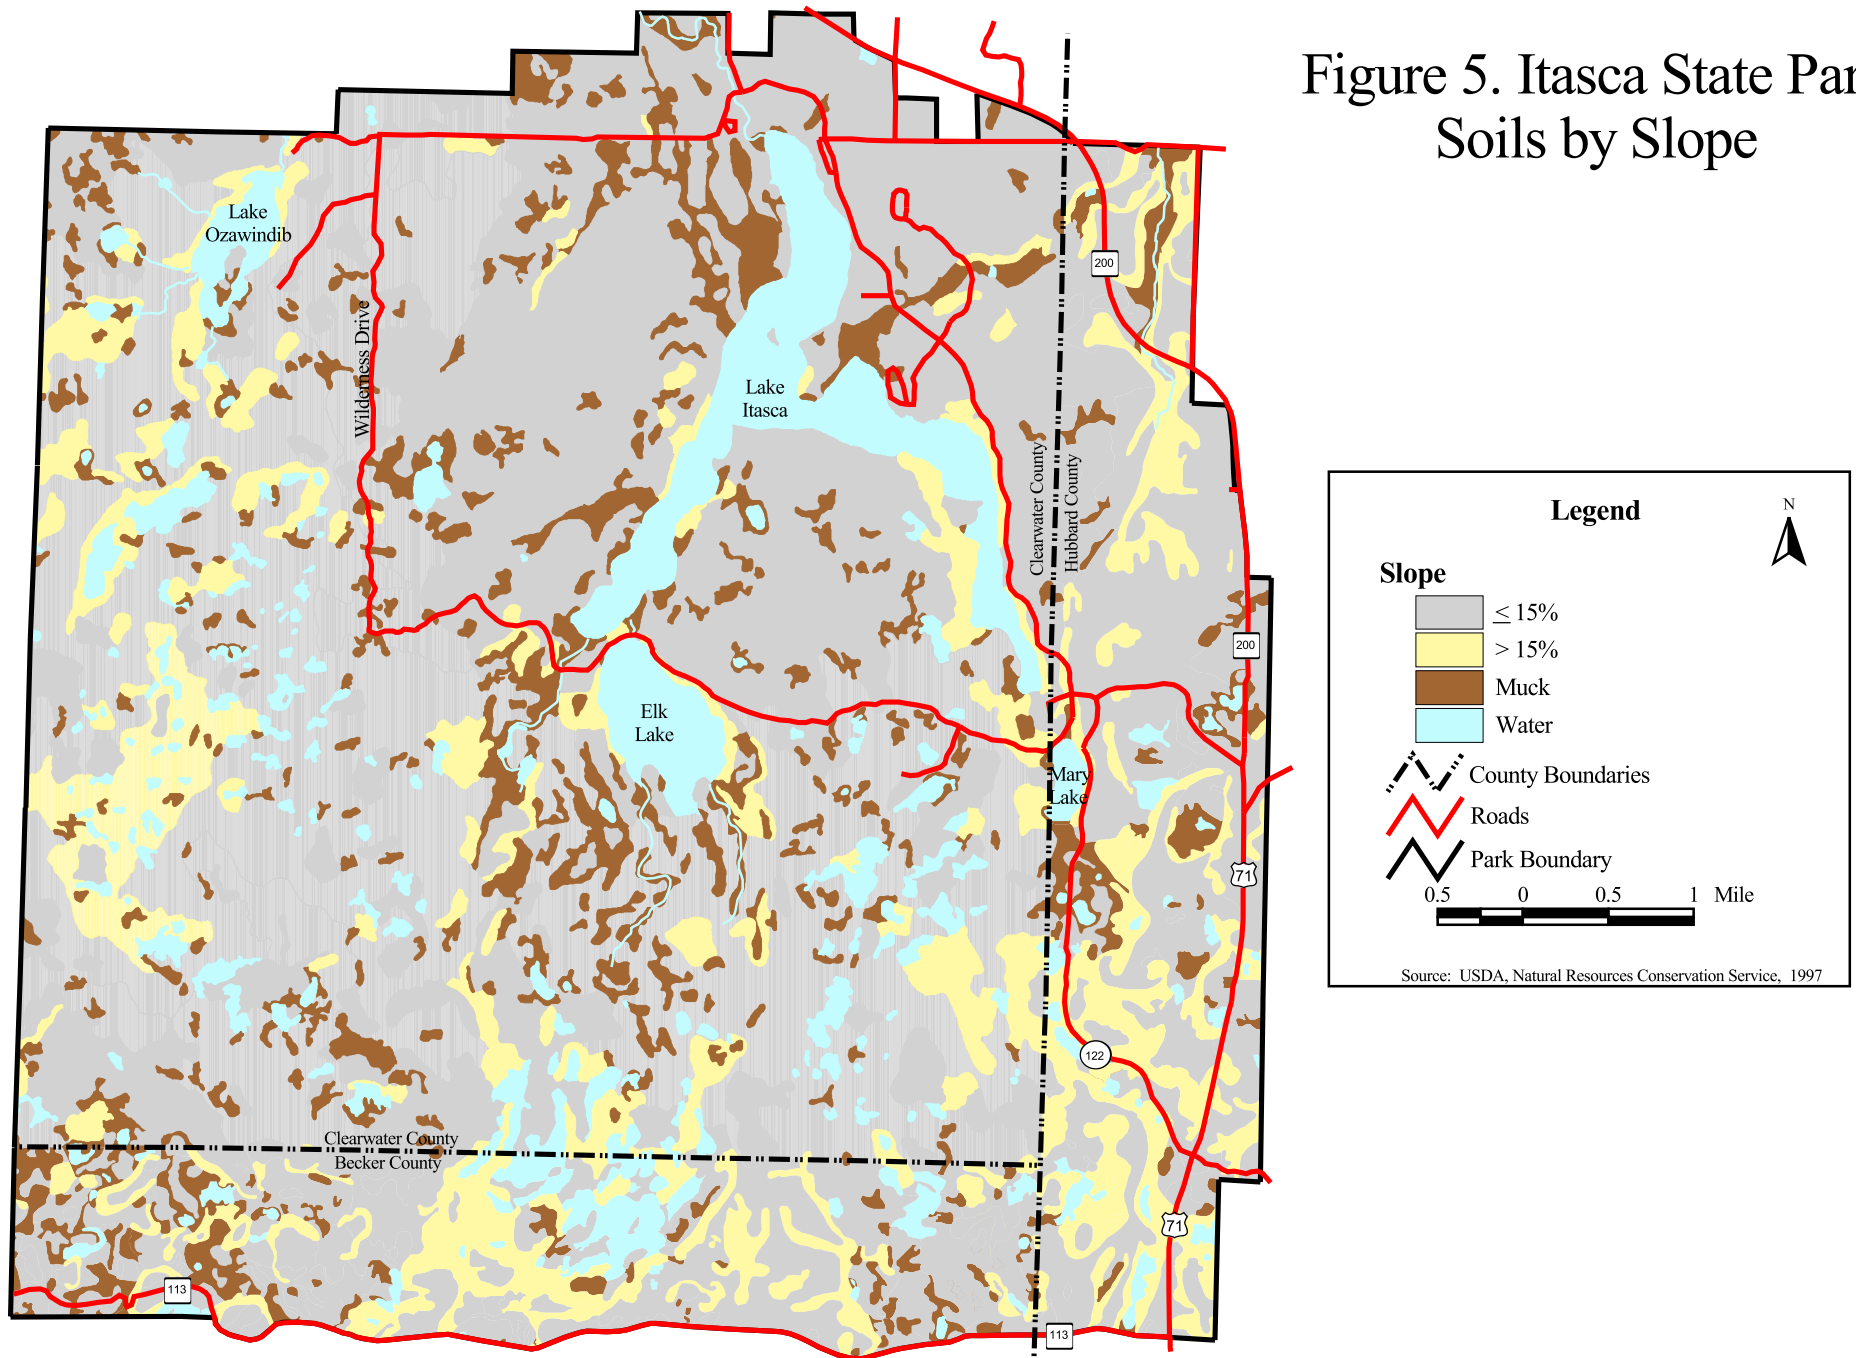 Figure 5. Itasca State Par
Soils by Slope
Lake
Ozawindib
Wilderness Drive
200
Lake
Itasca
Clearwater County
Hubbard County
200
Elk
Lake
Mary
Lake
71
122
Clearwater County
Becker County
71
113
113
Legend
N
Slope
≤ 15%
> 15%
Muck
Water
County Boundaries
Roads
Park Boundary
0.5 0 0.5 1 Mile
Source: USDA, Natural Resources Conservation Service, 1997